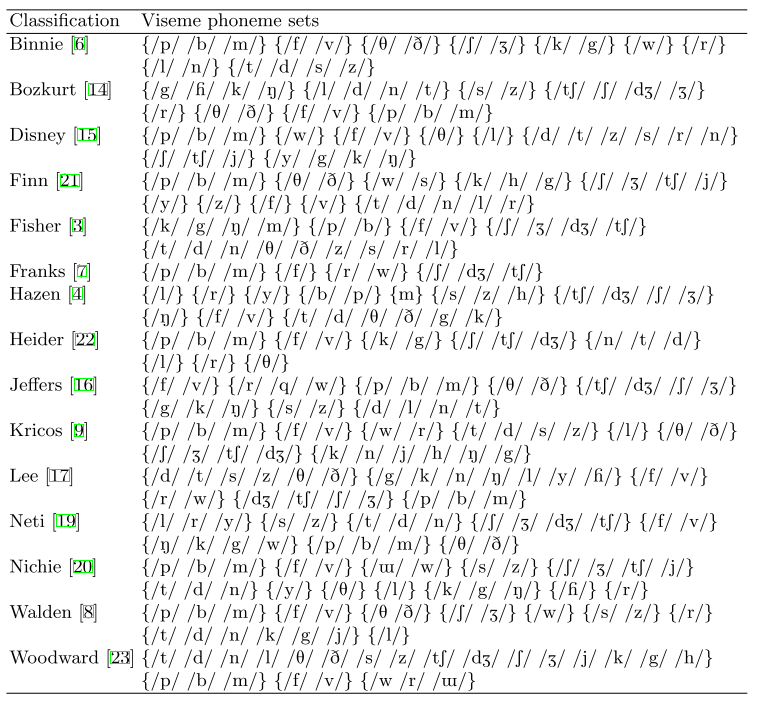 Classification Viseme phoneme sets
Binnie [6] {/p/ /b/ /m/} {/f/ /v/} {/θ/ /ð/} {/ʃ/ /ʒ/} {/k/ /g/} {/w/} {/r/}
{/l/ /n/} {/t/ /d/ /s/ /z/}
Bozkurt [14] {/g/ /ɦ/ /k/ /ŋ/} {/l/ /d/ /n/ /t/} {/s/ /z/} {/tʃ/ /ʃ/ /dʒ/ /ʒ/}
{/r/} {/θ/ /ð/} {/f/ /v/} {/p/ /b/ /m/}
Disney [15] {/p/ /b/ /m/} {/w/} {/f/ /v/} {/θ/} {/l/} {/d/ /t/ /z/ /s/ /r/ /n/}
{/ʃ/ /tʃ/ /j/} {/y/ /g/ /k/ /ŋ/}
Finn [21] {/p/ /b/ /m/} {/θ/ /ð/} {/w/ /s/} {/k/ /h/ /g/} {/ʃ/ /ʒ/ /tʃ/ /j/}
{/y/} {/z/} {/f/} {/v/} {/t/ /d/ /n/ /l/ /r/}
Fisher [3] {/k/ /g/ /ŋ/ /m/} {/p/ /b/} {/f/ /v/} {/ʃ/ /ʒ/ /dʒ/ /tʃ/}
{/t/ /d/ /n/ /θ/ /ð/ /z/ /s/ /r/ /l/}
Franks [7] {/p/ /b/ /m/} {/f/} {/r/ /w/} {/ʃ/ /dʒ/ /tʃ/}
Hazen [4] {/l/} {/r/} {/y/} {/b/ /p/} {m} {/s/ /z/ /h/} {/tʃ/ /dʒ/ /ʃ/ /ʒ/}
{/ŋ/} {/f/ /v/} {/t/ /d/ /θ/ /ð/ /g/ /k/}
Heider [22] {/p/ /b/ /m/} {/f/ /v/} {/k/ /g/} {/ʃ/ /tʃ/ /dʒ/} {/n/ /t/ /d/}
{/l/} {/r/} {/θ/}
Jeffers [16] {/f/ /v/} {/r/ /q/ /w/} {/p/ /b/ /m/} {/θ/ /ð/} {/tʃ/ /dʒ/ /ʃ/ /ʒ/}
{/g/ /k/ /ŋ/} {/s/ /z/} {/d/ /l/ /n/ /t/}
Kricos [9] {/p/ /b/ /m/} {/f/ /v/} {/w/ /r/} {/t/ /d/ /s/ /z/} {/l/} {/θ/ /ð/}
{/ʃ/ /ʒ/ /tʃ/ /dʒ/} {/k/ /n/ /j/ /h/ /ŋ/ /g/}
Lee [17] {/d/ /t/ /s/ /z/ /θ/ /ð/} {/g/ /k/ /n/ /ŋ/ /l/ /y/ /ɦ/} {/f/ /v/}
{/r/ /w/} {/dʒ/ /tʃ/ /ʃ/ /ʒ/} {/p/ /b/ /m/}
Neti [19] {/l/ /r/ /y/} {/s/ /z/} {/t/ /d/ /n/} {/ʃ/ /ʒ/ /dʒ/ /tʃ/} {/f/ /v/}
{/ŋ/ /k/ /g/ /w/} {/p/ /b/ /m/} {/θ/ /ð/}
Nichie [20] {/p/ /b/ /m/} {/f/ /v/} {/ɯ/ /w/} {/s/ /z/} {/ʃ/ /ʒ/ /tʃ/ /j/}
{/t/ /d/ /n/} {/y/} {/θ/} {/l/} {/k/ /g/ /ŋ/} {/ɦ/} {/r/}
Walden [8] {/p/ /b/ /m/} {/f/ /v/} {/θ /ð/} {/ʃ/ /ʒ/} {/w/} {/s/ /z/} {/r/}
{/t/ /d/ /n/ /k/ /g/ /j/} {/l/}
Woodward [23] {/t/ /d/ /n/ /l/ /θ/ /ð/ /s/ /z/ /tʃ/ /dʒ/ /ʃ/ /ʒ/ /j/ /k/ /g/ /h/}
{/p/ /b/ /m/} {/f/ /v/} {/w /r/ /ɯ/}